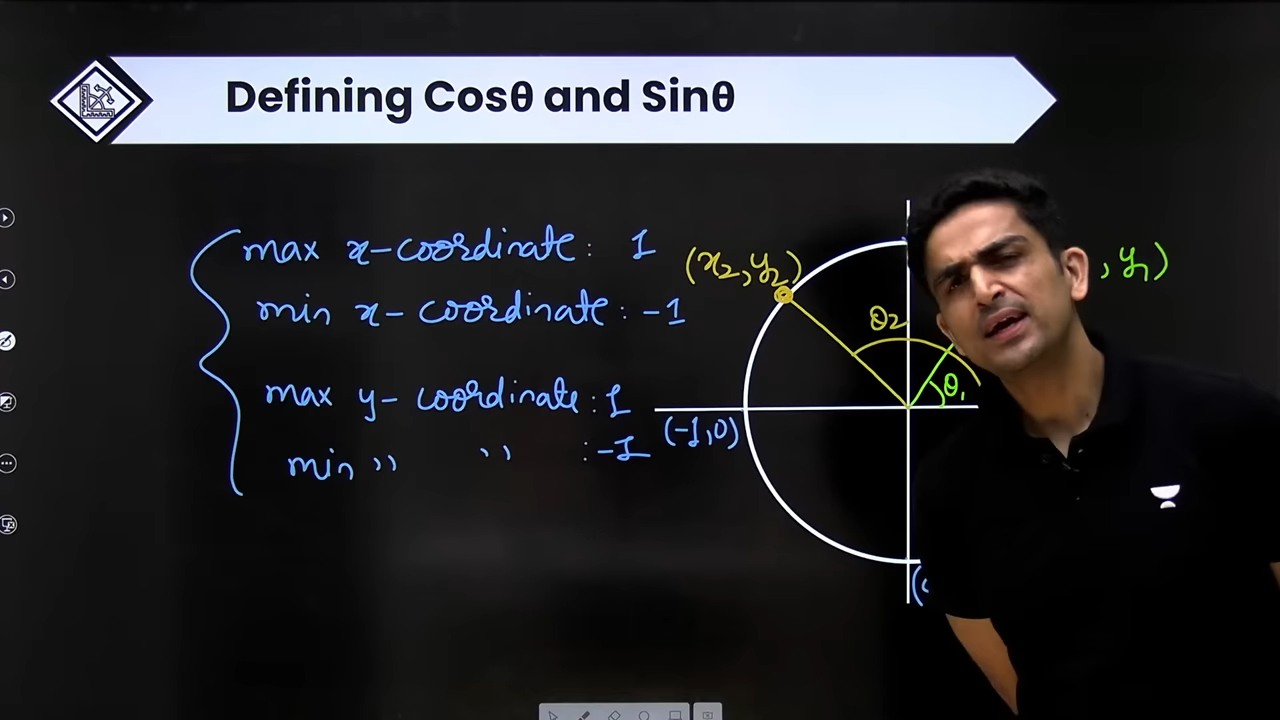 Defining Cosθ and Sinθ
max x-coordinate: 1
min x-coordinate: -1
max y-coordinate: 1
min ,, ,, : -1
(x₂, y₂)
, y₁)
θ₂
θ₁
(-1,0)
(